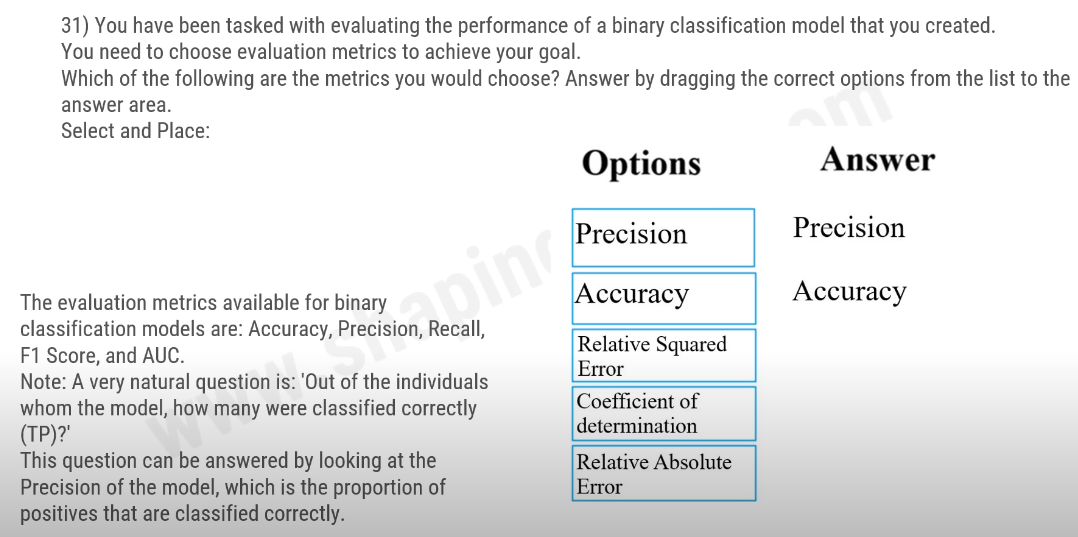 31) You have been tasked with evaluating the performance of a binary classification model that you created.
You need to choose evaluation metrics to achieve your goal.
Which of the following are the metrics you would choose? Answer by dragging the correct options from the list to the
answer area.
Select and Place:
Options
Answer
Precision
Precision
Accuracy
Accuracy
Relative Squared
Error
Coefficient of
determination
Relative Absolute
Error
The evaluation metrics available for binary
classification models are: Accuracy, Precision, Recall,
F1 Score, and AUC.
Note: A very natural question is: 'Out of the individuals
whom the model, how many were classified correctly
(TP)?'
This question can be answered by looking at the
Precision of the model, which is the proportion of
positives that are classified correctly.